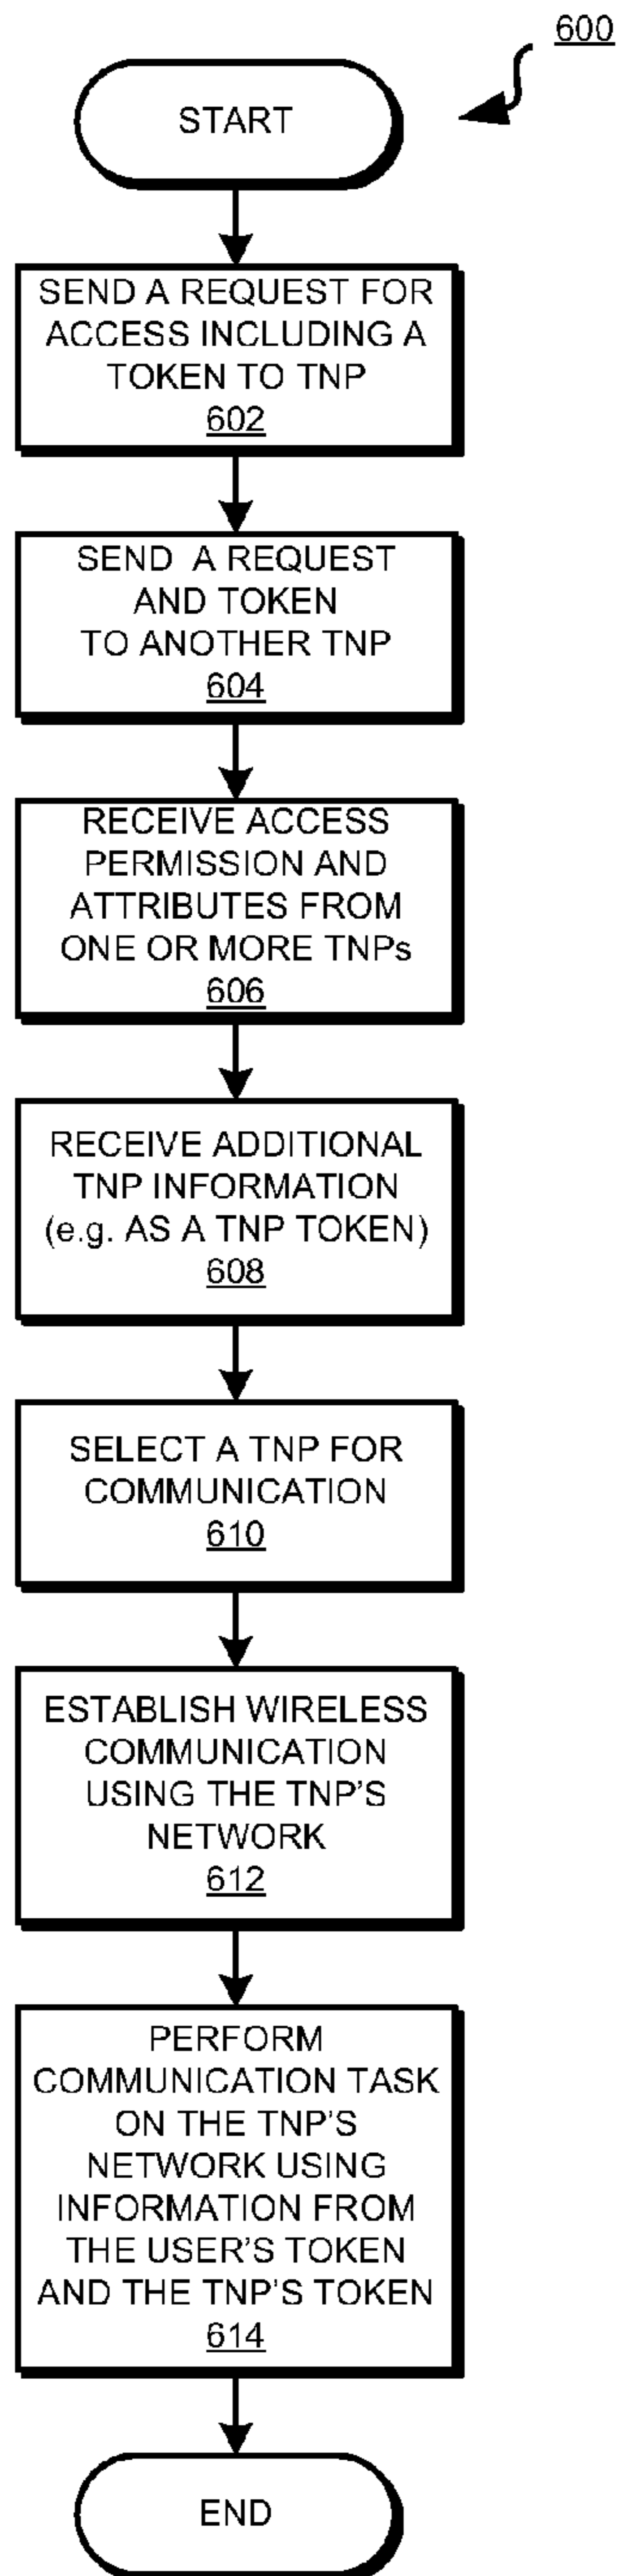 600
START
SEND A REQUEST FOR
ACCESS INCLUDING A
TOKEN TO TNP
602
SEND A REQUEST
AND TOKEN
TO ANOTHER TNP
604
RECEIVE ACCESS
PERMISSION AND
ATTRIBUTES FROM
ONE OR MORE TNPs
606
RECEIVE ADDITIONAL
TNP INFORMATION
(e.g. AS A TNP TOKEN)
608
SELECT A TNP FOR
COMMUNICATION
610
ESTABLISH WIRELESS
COMMUNICATION
USING THE TNP'S
NETWORK
612
PERFORM
COMMUNICATION TASK
ON THE TNP'S
NETWORK USING
INFORMATION FROM
THE USER'S TOKEN
AND THE TNP'S TOKEN
614
END